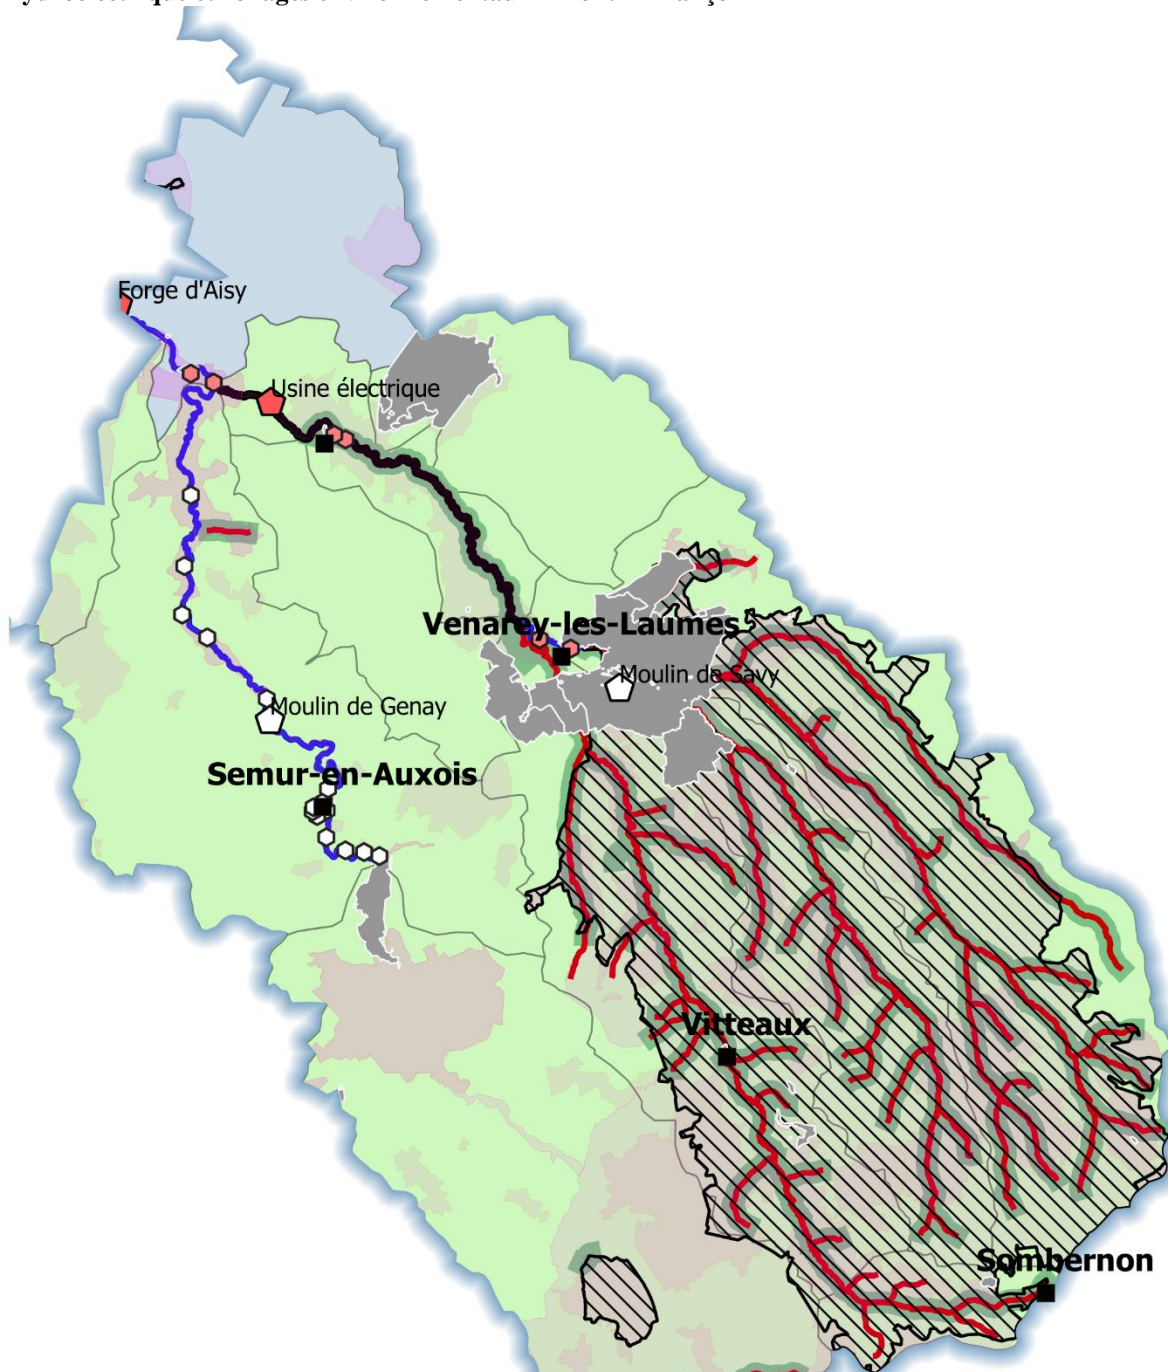 Forge d'Aisy
Usine électrique
Venarey-les-Laumes
Moulin de Savy
Moulin de Genay
Semur-en-Auxois
Vitteaux
Sombernon